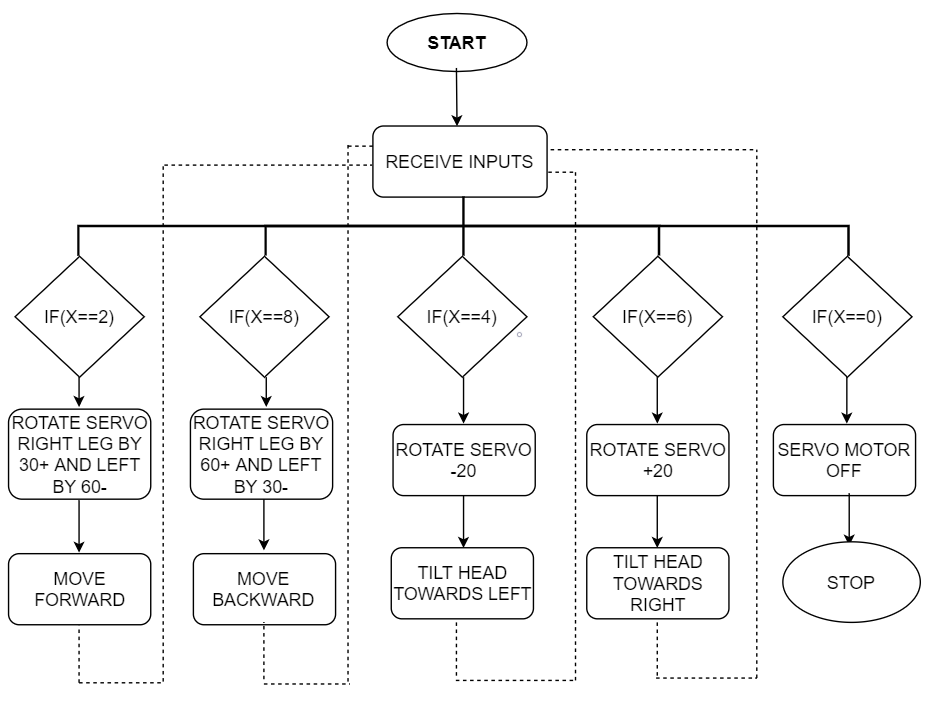 START
RECEIVE INPUTS
IF(X==2)
IF(X==8)
IF(X==4)
IF(X==6)
IF(X==0)
ROTATE SERVO
RIGHT LEG BY
30+ AND LEFT
BY 60-
ROTATE SERVO
RIGHT LEG BY
60+ AND LEFT
BY 30-
ROTATE SERVO
-20
ROTATE SERVO
+20
SERVO MOTOR
OFF
MOVE
FORWARD
MOVE
BACKWARD
TILT HEAD
TOWARDS LEFT
TILT HEAD
TOWARDS
RIGHT
STOP